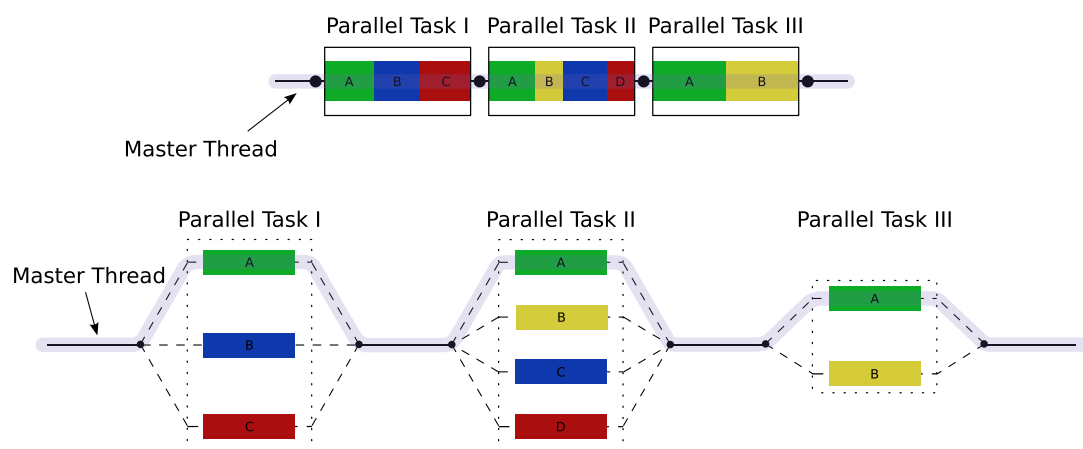 Parallel Task I Parallel Task II Parallel Task III
A B C A B C D A B
Master Thread
Parallel Task I Parallel Task II Parallel Task III
A A
Master Thread A
B
B
C B
C D